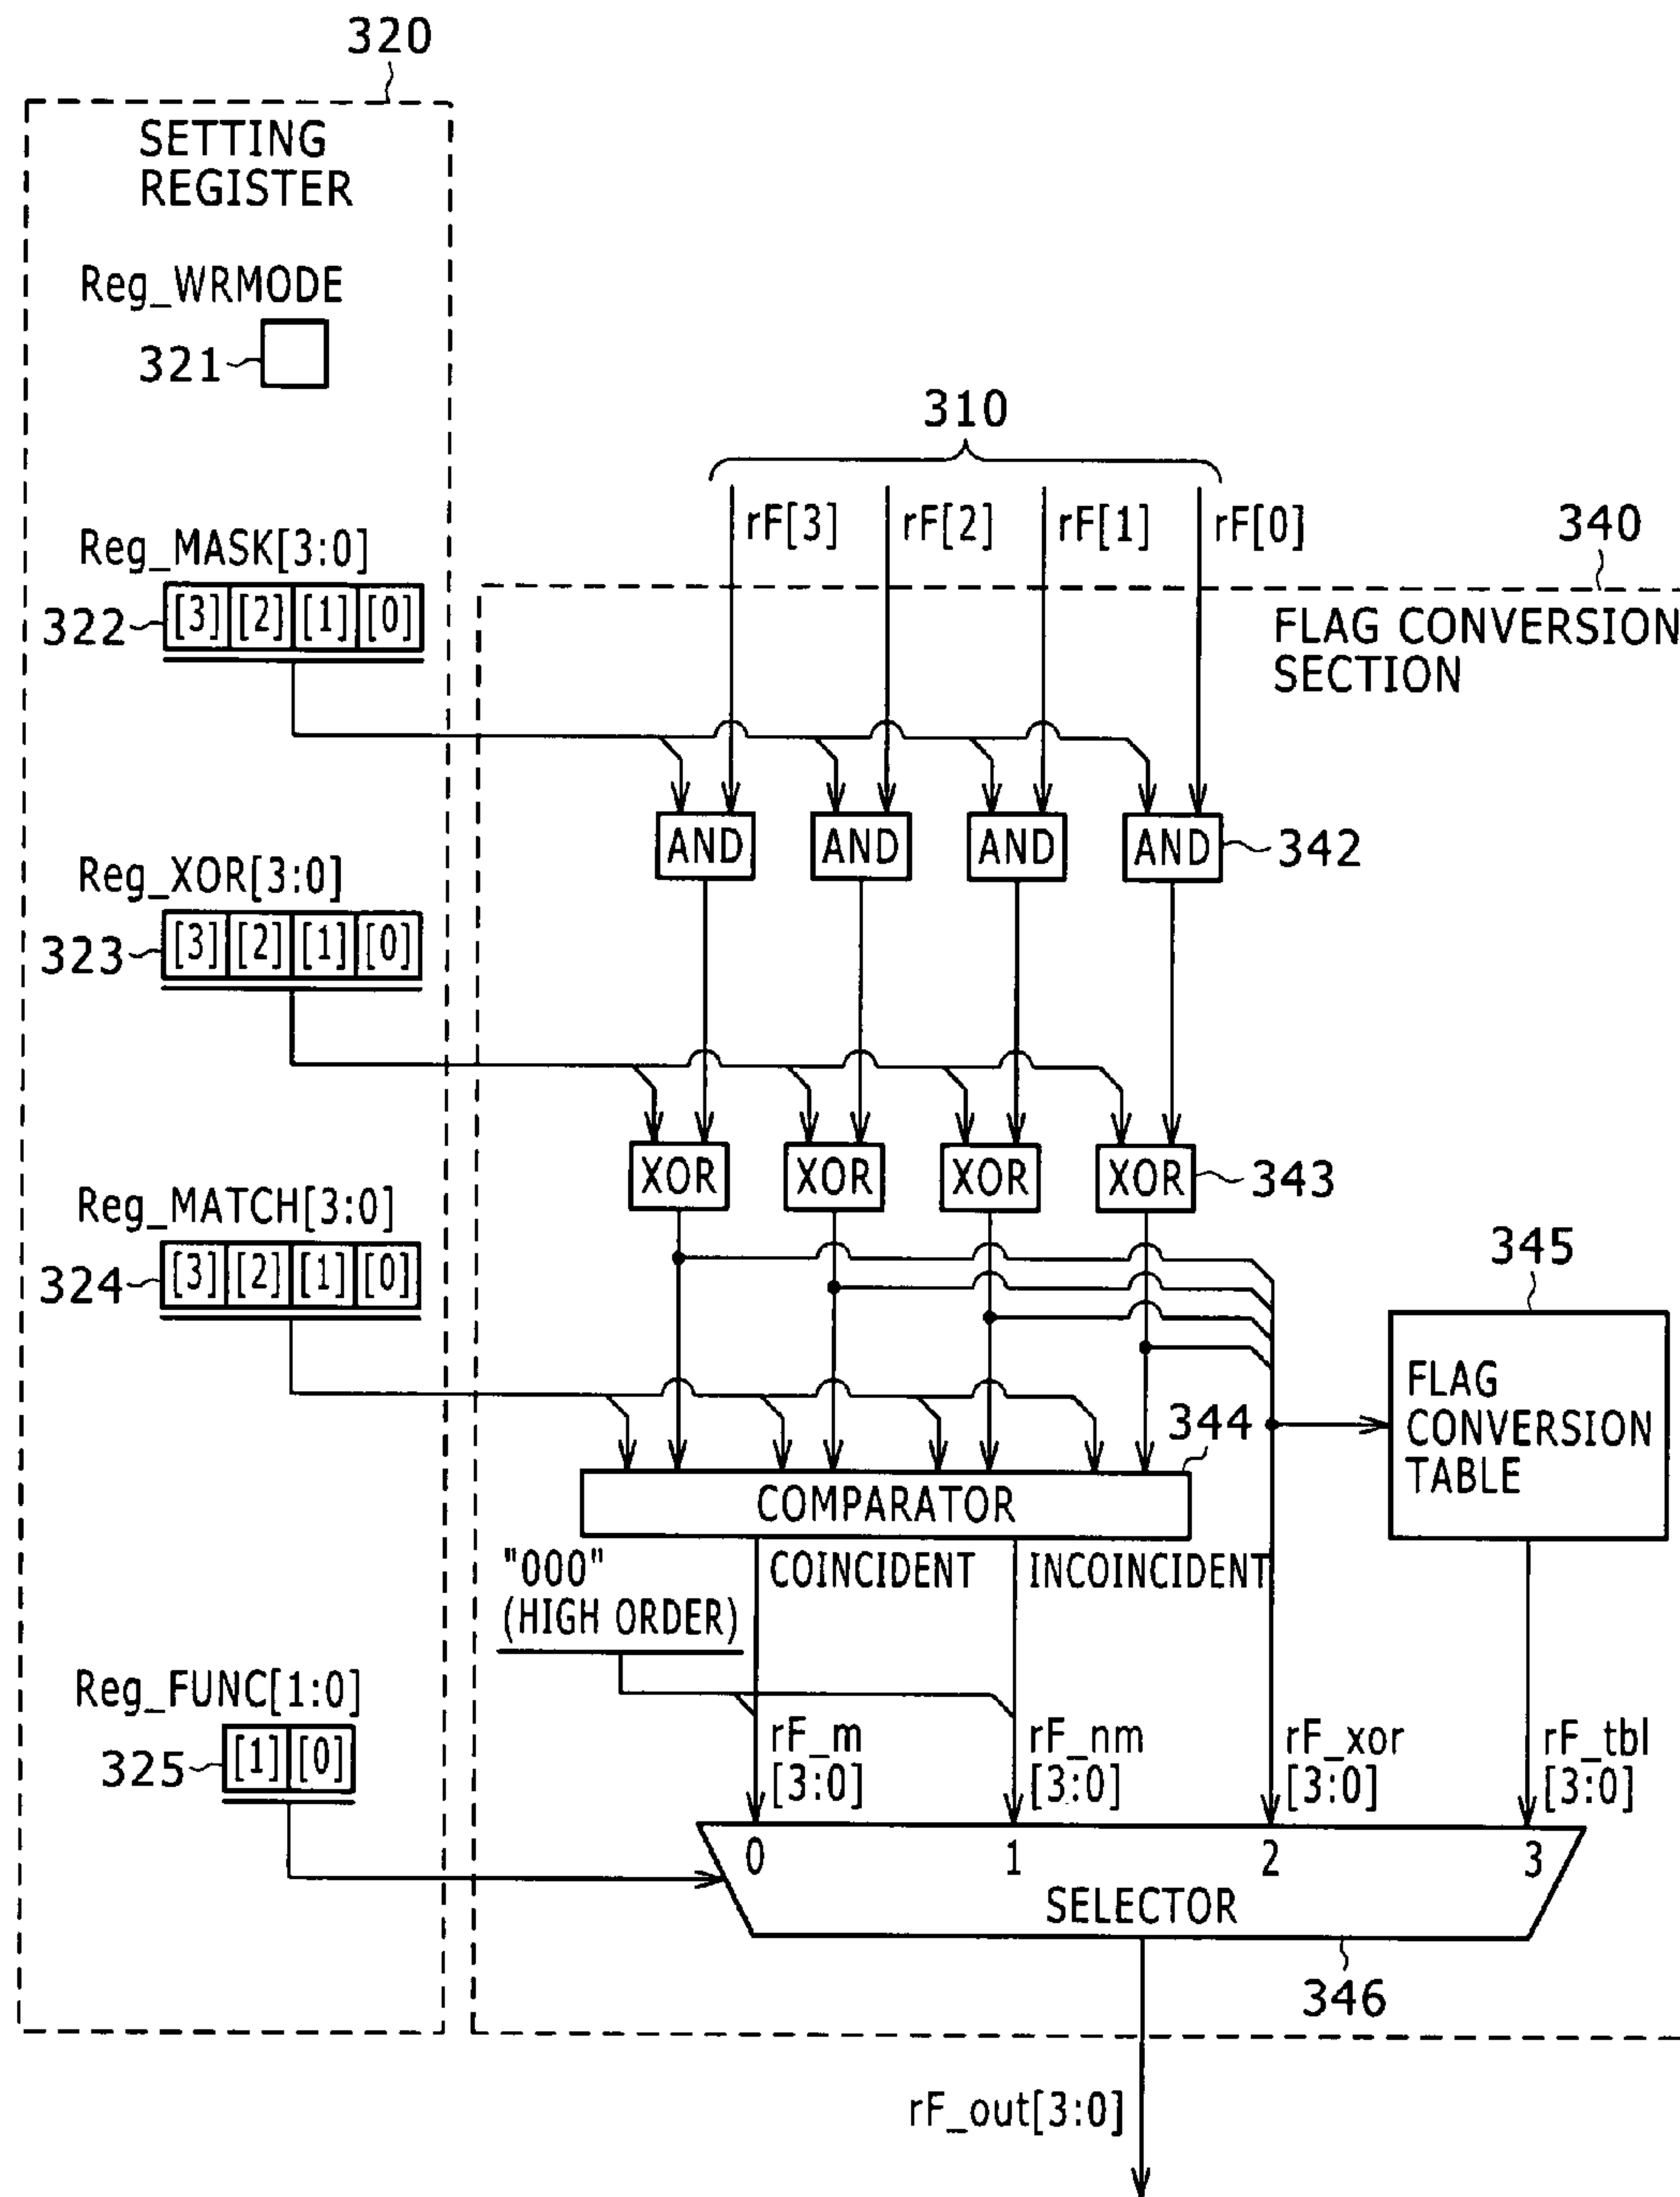 320
SETTING
REGISTER
Reg_WRMODE
321
310
rF[3] rF[2] rF[1] rF[0]
340
Reg_MASK[3:0]
322 [3] [2] [1] [0]
FLAG CONVERSION
SECTION
AND AND AND AND 342
Reg_XOR[3:0]
323 [3] [2] [1] [0]
XOR XOR XOR XOR 343
Reg_MATCH[3:0]
324 [3] [2] [1] [0]
345
FLAG
CONVERSION
TABLE
344
COMPARATOR
"000"
(HIGH ORDER)
COINCIDENT INCOINCIDENT
Reg_FUNC[1:0]
325 [1] [0]
rF_m
[3:0]
rF_nm
[3:0]
rF_xor
[3:0]
rF_tbl
[3:0]
0 1 2 3
SELECTOR
346
rF_out[3:0]